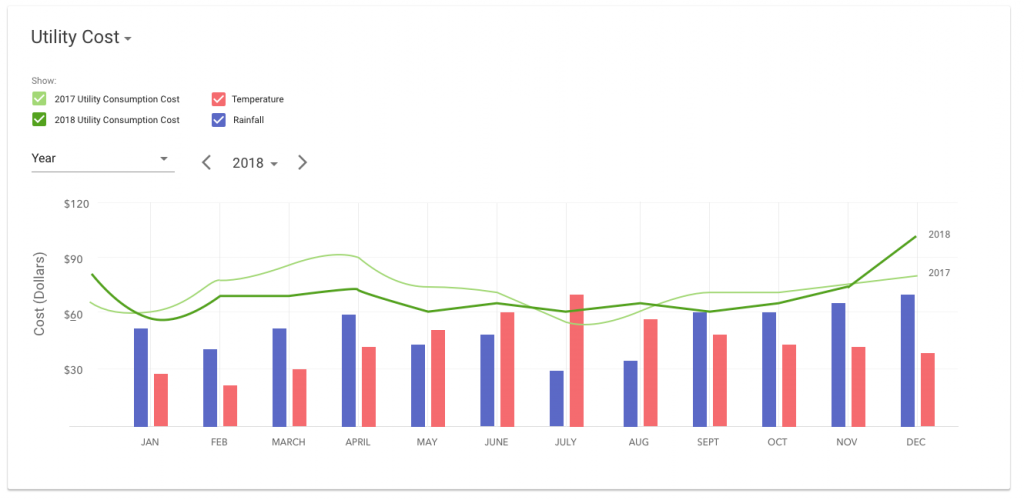 Utility Cost
Show:
2017 Utility Consumption Cost
Temperature
2018 Utility Consumption Cost
Rainfall
Year
2018
$120
$90
$60
$30
Cost (Dollars)
2018
2017
JAN FEB MARCH APRIL MAY JUNE JULY AUG SEPT OCT NOV DEC